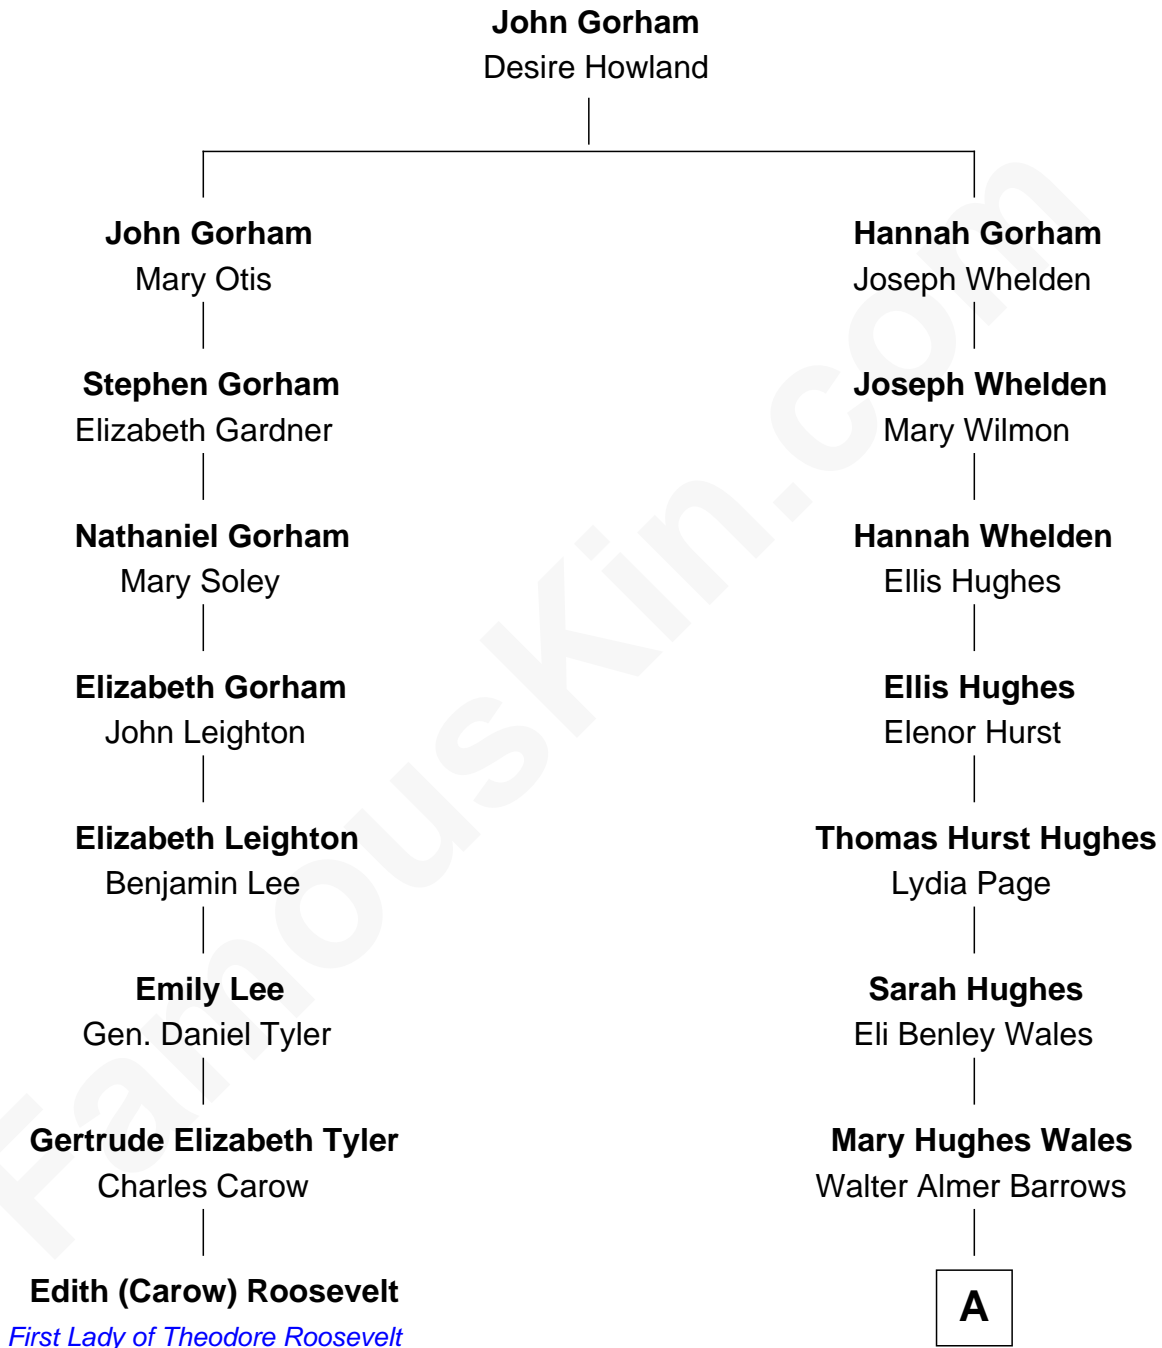 John Gorham
Desire Howland
John Gorham
Mary Otis
Stephen Gorham
Elizabeth Gardner
Nathaniel Gorham
Mary Soley
Elizabeth Gorham
John Leighton
Elizabeth Leighton
Benjamin Lee
Emily Lee
Gen. Daniel Tyler
Gertrude Elizabeth Tyler
Charles Carow
Edith (Carow) Roosevelt
First Lady of Theodore Roosevelt
Hannah Gorham
Joseph Whelden
Joseph Whelden
Mary Wilmon
Hannah Whelden
Ellis Hughes
Ellis Hughes
Elenor Hurst
Thomas Hurst Hughes
Lydia Page
Sarah Hughes
Eli Benley Wales
Mary Hughes Wales
Walter Almer Barrows
A
FamousKin.com